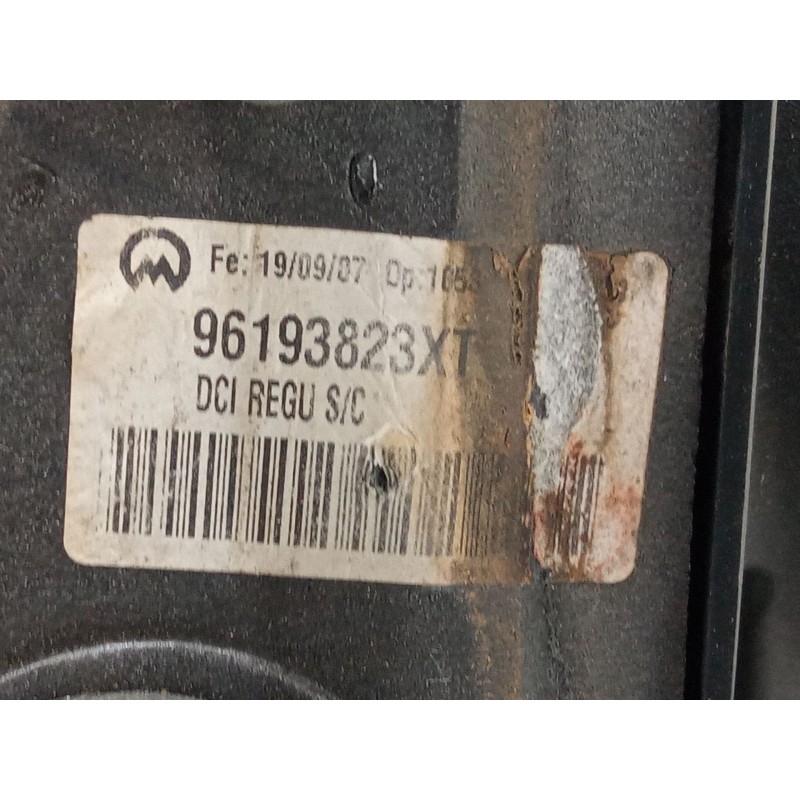 Fe: 19/09/07 Op:
96193823XT
DCI REGU S/C